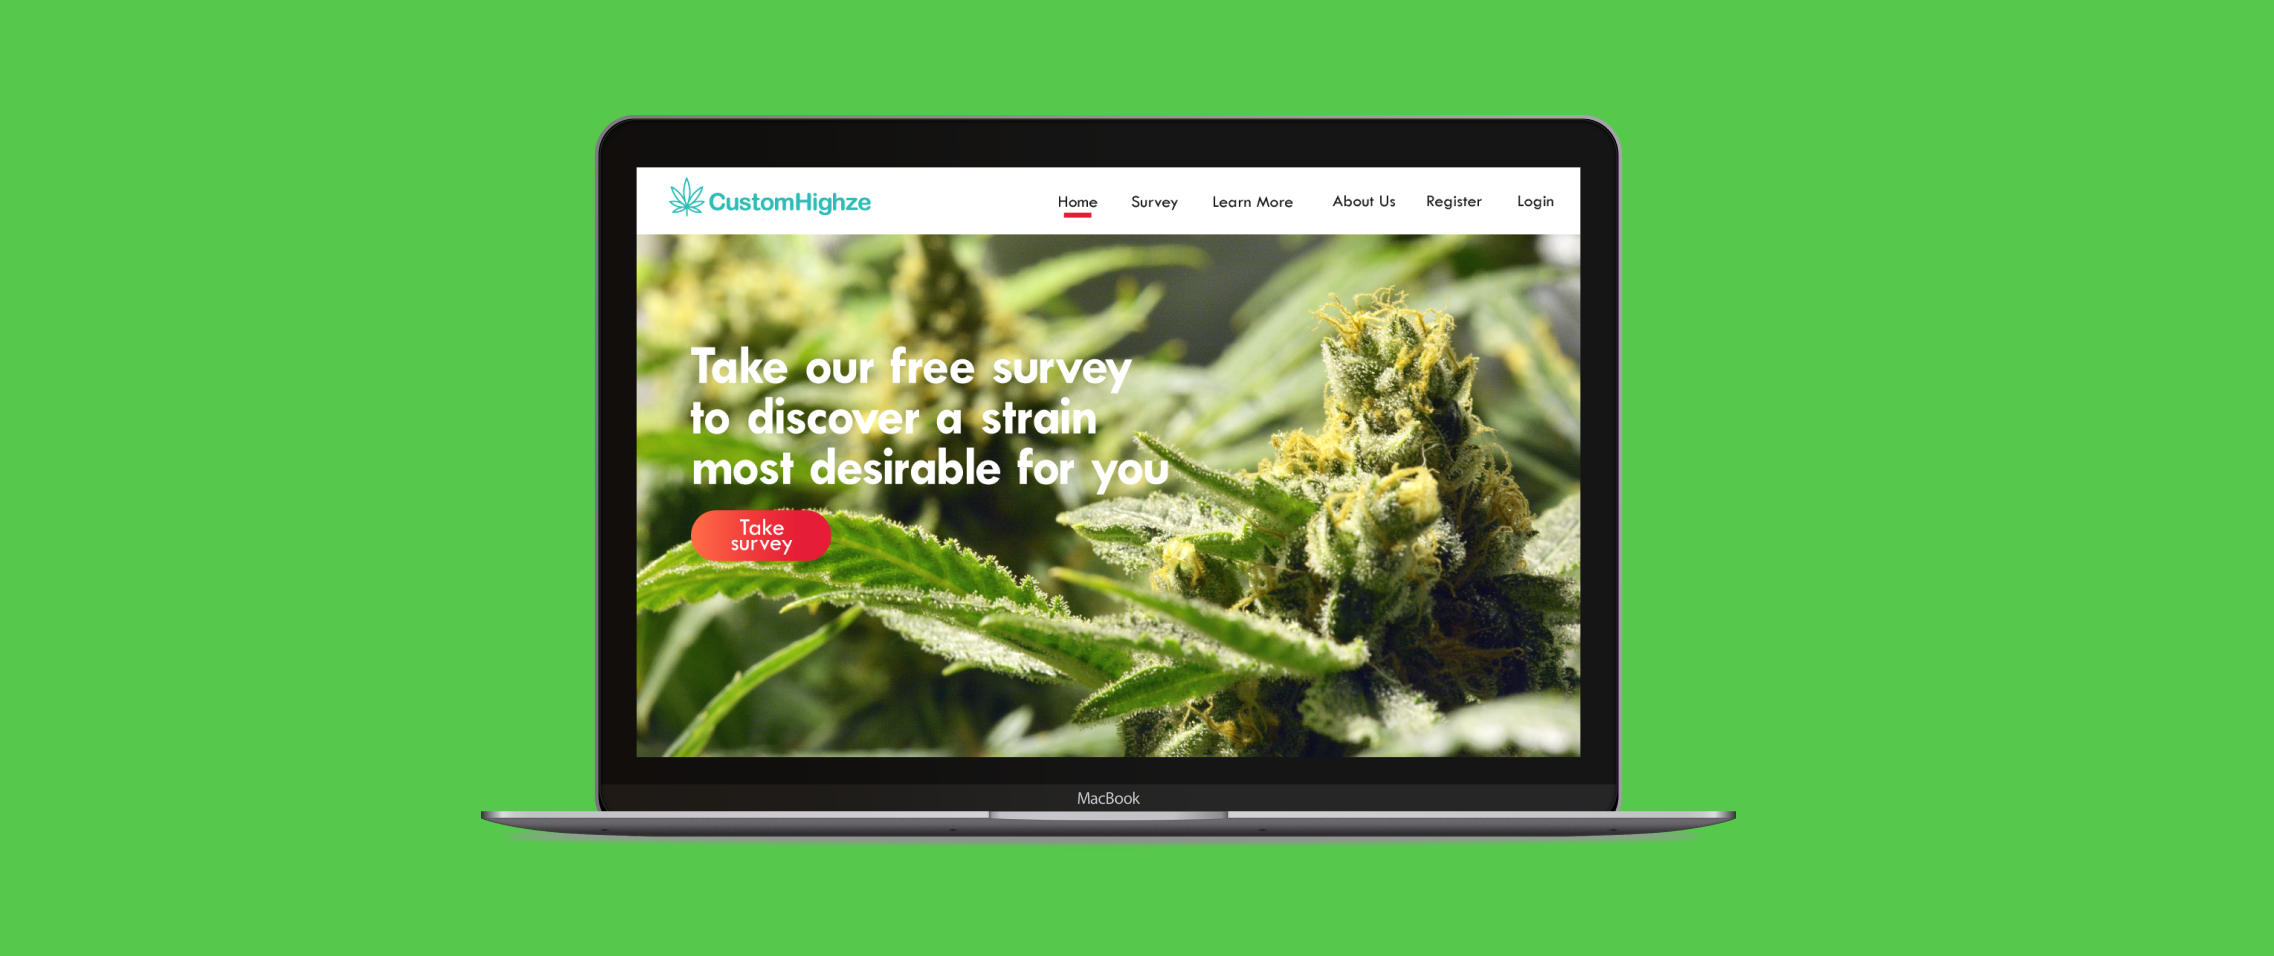 CustomHighze
Home Survey Learn More About Us Register Login
Take our free survey
to discover a strain
most desirable for you
Take
survey
MacBook